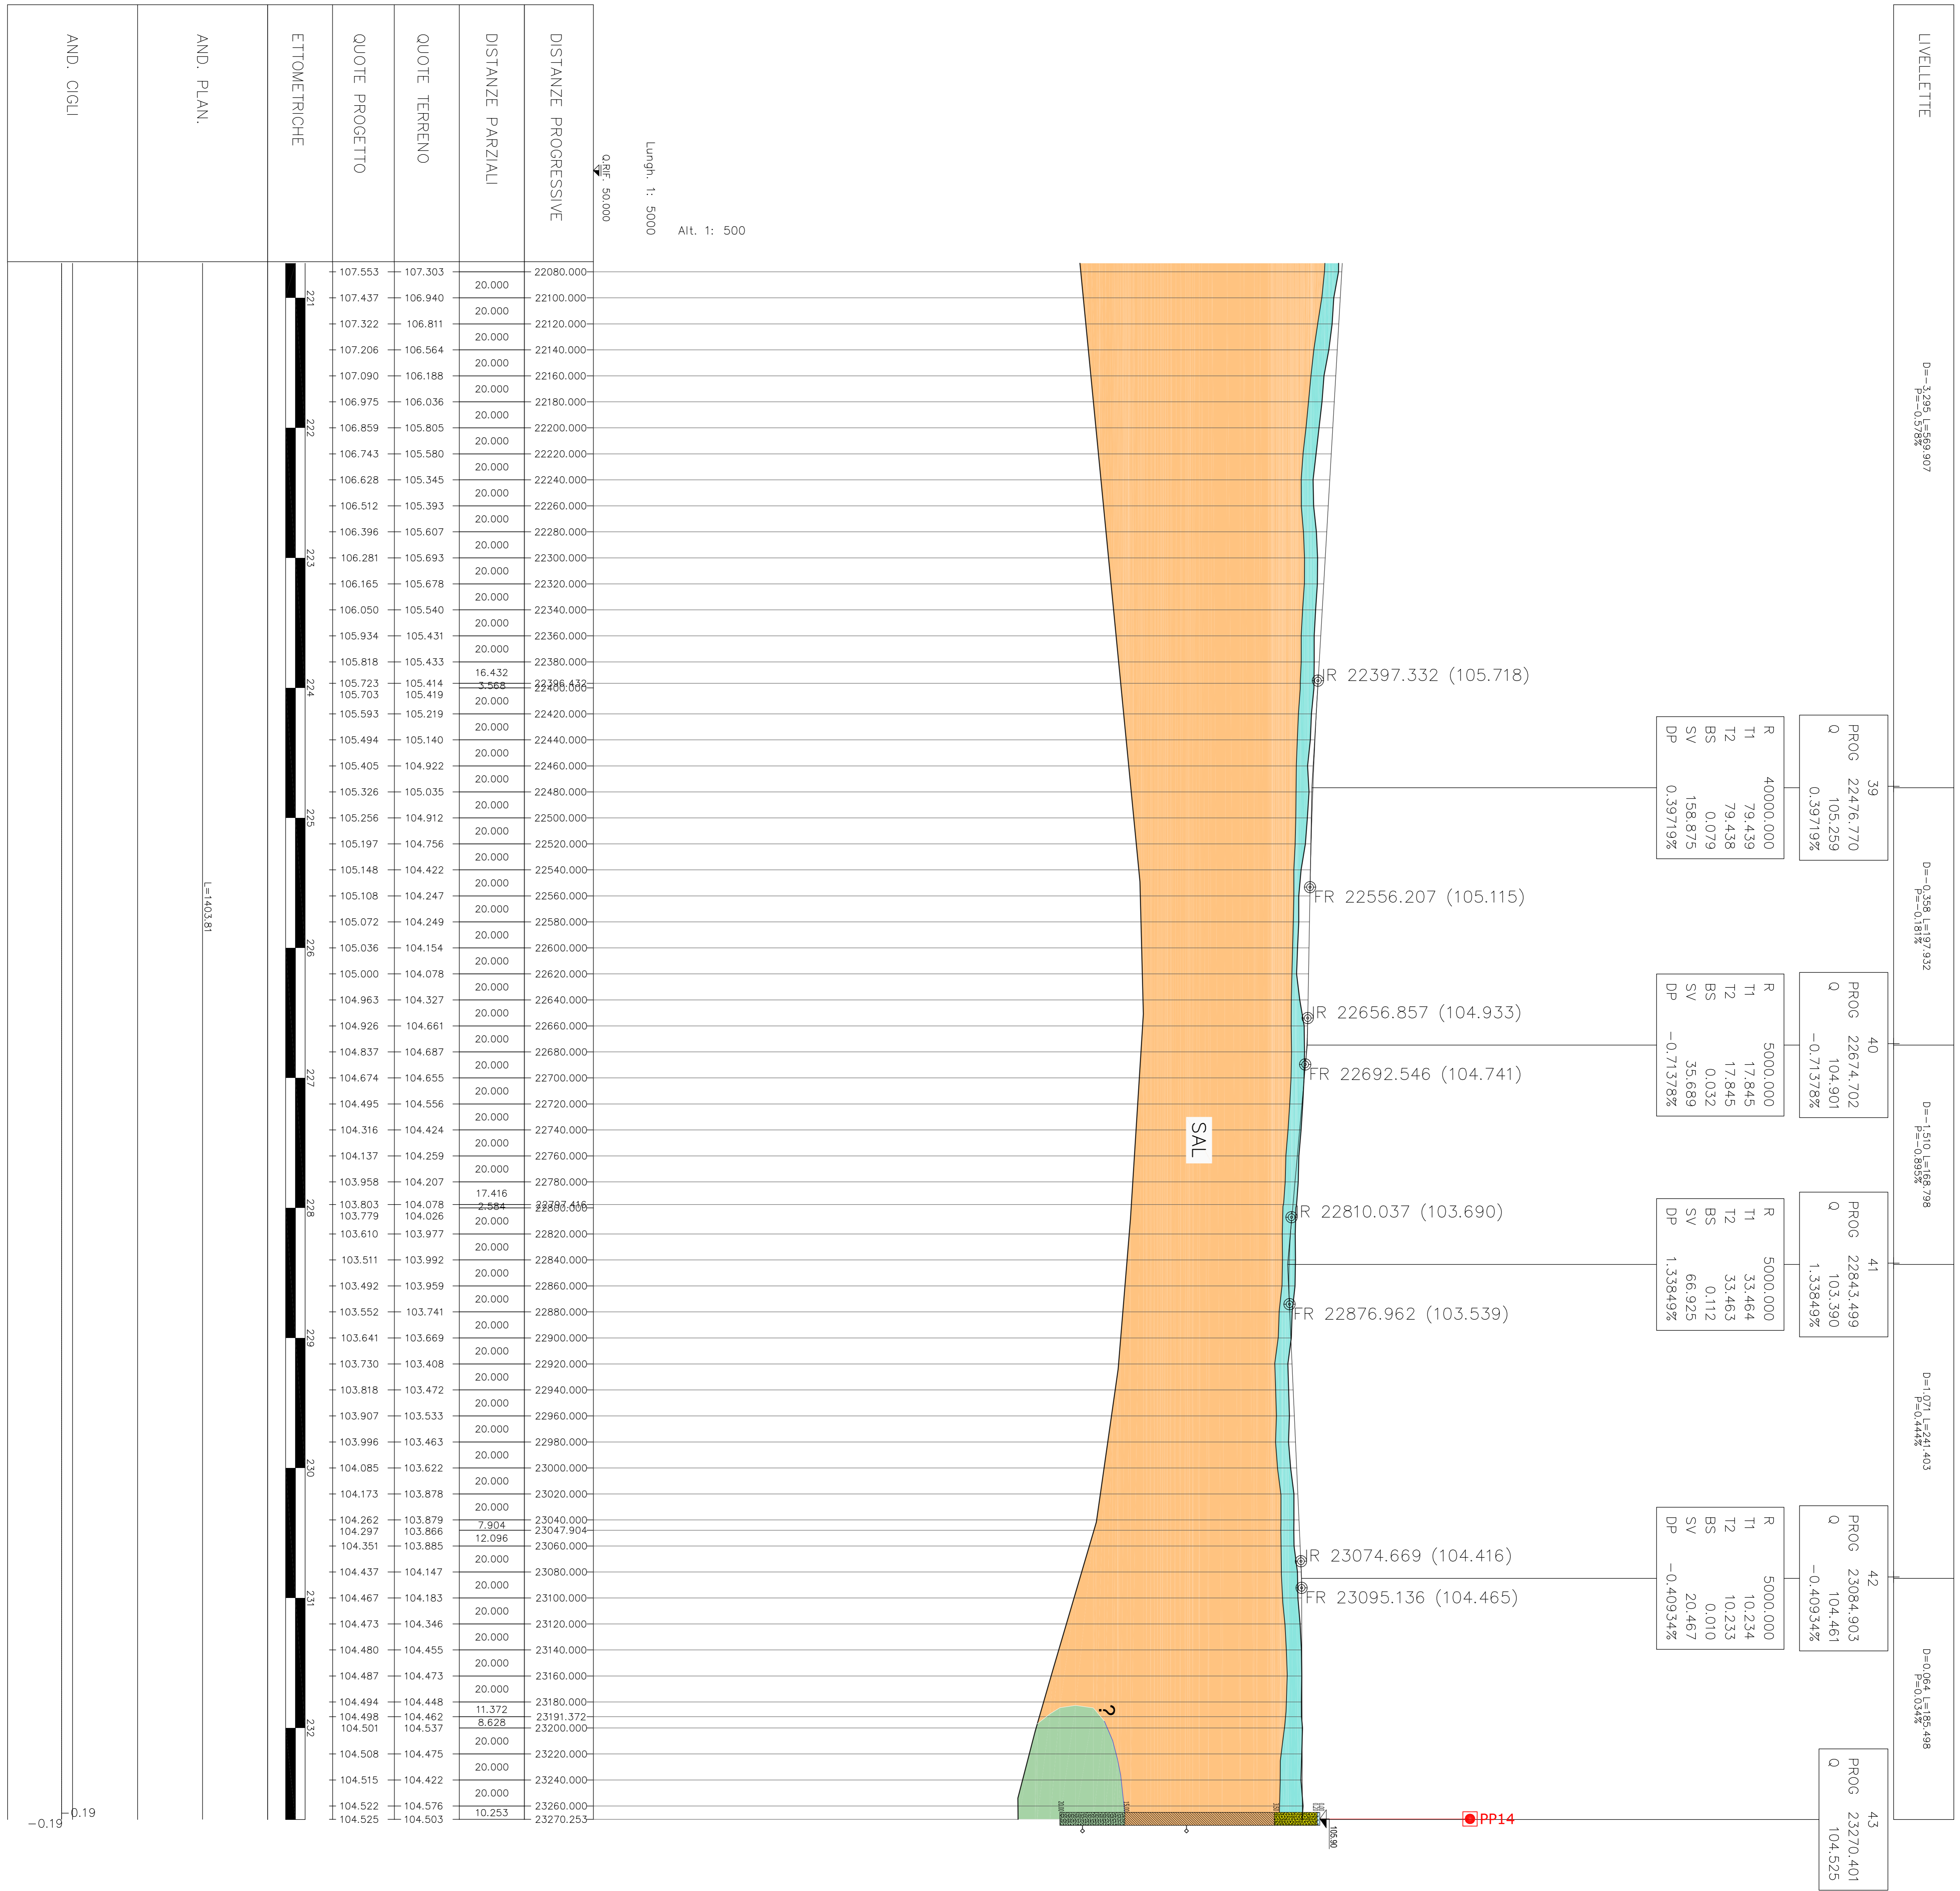 LIVELLETTE
D=-3.295 L=569.907
P=-0.578%
D=-0.358 L=197.932
P=-0.181%
D=-1.510 L=168.798
P=-0.895%
D=1.071 L=241.403
P=0.444%
D=0.064 L=185.498
P=0.034%
39
PROG 22476.770
Q 105.259
0.39719%
R 40000.000
T1 79.439
T2 79.438
BS 0.079
SV 158.875
DP 0.39719%
40
PROG 22674.702
Q 104.901
-0.71378%
R 5000.000
T1 17.845
T2 17.845
BS 0.032
SV 35.689
DP -0.71378%
41
PROG 22843.499
Q 103.390
1.33849%
R 5000.000
T1 33.464
T2 33.463
BS 0.112
SV 66.925
DP 1.33849%
42
PROG 23084.903
Q 104.461
-0.40934%
R 5000.000
T1 10.234
T2 10.233
BS 0.010
SV 20.467
DP -0.40934%
43
PROG 23270.401
Q 104.525
IR 22397.332 (105.718)
FR 22556.207 (105.115)
IR 22656.857 (104.933)
FR 22692.546 (104.741)
IR 22810.037 (103.690)
FR 22876.962 (103.539)
IR 23074.669 (104.416)
FR 23095.136 (104.465)
PP14
105.90
SAL
?
Alt. 1: 500
Lungh. 1: 5000
Q.RIF. 50.000
DISTANZE PROGRESSIVE
22080.000 22100.000 22120.000 22140.000 22160.000 22180.000 22200.000 22220.000 22240.000 22260.000 22280.000 22300.000 22320.000 22340.000 22360.000 22380.000 22396.432 22400.000 22420.000 22440.000 22460.000 22480.000 22500.000 22520.000 22540.000 22560.000 22580.000 22600.000 22620.000 22640.000 22660.000 22680.000 22700.000 22720.000 22740.000 22760.000 22780.000 22797.416 22800.000 22820.000 22840.000 22860.000 22880.000 22900.000 22920.000 22940.000 22960.000 22980.000 23000.000 23020.000 23040.000 23047.904 23060.000 23080.000 23100.000 23120.000 23140.000 23160.000 23180.000 23191.372 23200.000 23220.000 23240.000 23260.000 23270.253
DISTANZE PARZIALI
20.000 20.000 20.000 20.000 20.000 20.000 20.000 20.000 20.000 20.000 20.000 20.000 20.000 20.000 20.000 16.432 3.568 20.000 20.000 20.000 20.000 20.000 20.000 20.000 20.000 20.000 20.000 20.000 20.000 20.000 20.000 20.000 20.000 20.000 20.000 20.000 17.416 2.584 20.000 20.000 20.000 20.000 20.000 20.000 20.000 20.000 20.000 20.000 20.000 20.000 7.904 12.096 20.000 20.000 20.000 20.000 20.000 20.000 11.372 8.628 20.000 20.000 20.000 10.253
QUOTE TERRENO
107.303 106.940 106.811 106.564 106.188 106.036 105.805 105.580 105.345 105.393 105.607 105.693 105.678 105.540 105.431 105.433 105.414 105.419 105.219 105.140 104.922 105.035 104.912 104.756 104.422 104.247 104.249 104.154 104.078 104.327 104.661 104.687 104.655 104.556 104.424 104.259 104.207 104.078 104.026 103.977 103.992 103.959 103.741 103.669 103.408 103.472 103.533 103.463 103.622 103.878 103.879 103.866 103.885 104.147 104.183 104.346 104.455 104.473 104.448 104.462 104.537 104.475 104.422 104.576 104.503
QUOTE PROGETTO
107.553 107.437 107.322 107.206 107.090 106.975 106.859 106.743 106.628 106.512 106.396 106.281 106.165 106.050 105.934 105.818 105.723 105.703 105.593 105.494 105.405 105.326 105.256 105.197 105.148 105.108 105.072 105.036 105.000 104.963 104.926 104.837 104.674 104.495 104.316 104.137 103.958 103.803 103.779 103.610 103.511 103.492 103.552 103.641 103.730 103.818 103.907 103.996 104.085 104.173 104.262 104.297 104.351 104.437 104.467 104.473 104.480 104.487 104.494 104.498 104.501 104.508 104.515 104.522 104.525
ETTOMETRICHE
221 222 223 224 225 226 227 228 229 230 231 232
AND. PLAN.
L=1403.81
AND. CIGLI
-0.19
-0.19